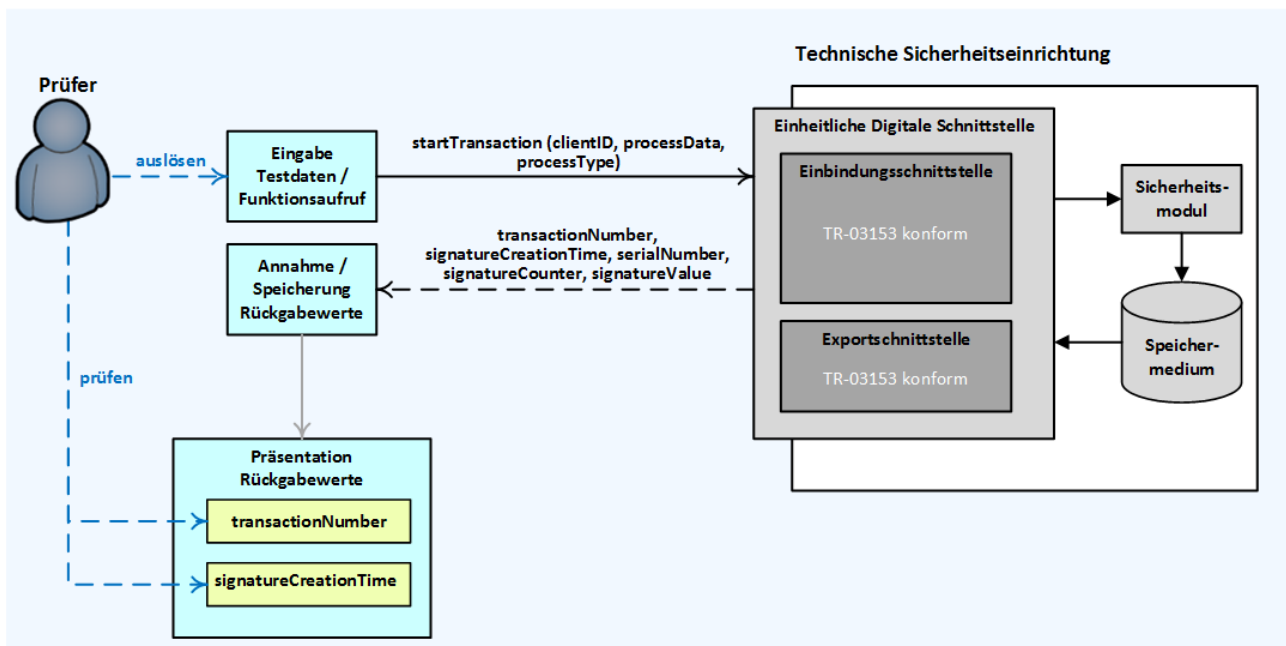 Technische Sicherheitseinrichtung
Prüfer
auslösen
Eingabe
Testdaten /
Funktionsaufruf
startTransaction (clientID, processData,
processType)
Einheitliche Digitale Schnittstelle
Einbindungsschnittstelle
TR-03153 konform
Sicherheits-
modul
transactionNumber,
signatureCreationTime, serialNumber,
signatureCounter, signatureValue
Annahme /
Speicherung
Rückgabewerte
Exportschnittstelle
TR-03153 konform
Speicher-
medium
prüfen
Präsentation
Rückgabewerte
transactionNumber
signatureCreationTime